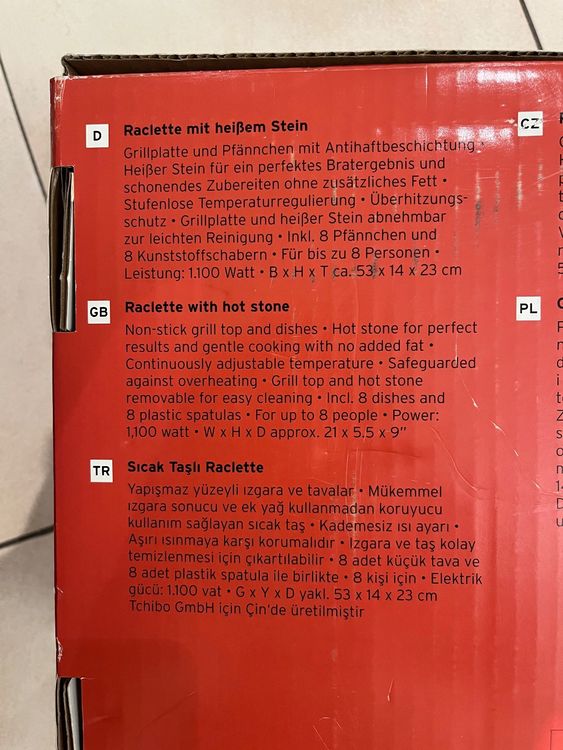 D
Raclette mit heißem Stein
Grillplatte und Pfännchen mit Antihaftbeschichtung •
Heißer Stein für ein perfektes Bratergebnis und
schonendes Zubereiten ohne zusätzliches Fett •
Stufenlose Temperaturregulierung • Überhitzungs-
schutz • Grillplatte und heißer Stein abnehmbar
zur leichten Reinigung • Inkl. 8 Pfännchen und
8 Kunststoffschabern • Für bis zu 8 Personen •
Leistung: 1.100 Watt • B x H x T ca. 53 x 14 x 23 cm
GB
Raclette with hot stone
Non-stick grill top and dishes • Hot stone for perfect
results and gentle cooking with no added fat •
Continuously adjustable temperature • Safeguarded
against overheating • Grill top and hot stone
removable for easy cleaning • Incl. 8 dishes and
8 plastic spatulas • For up to 8 people • Power:
1,100 watt • W x H x D approx. 21 x 5.5 x 9”
TR
Sıcak Taşlı Raclette
Yapışmaz yüzeyli ızgara ve tavalar • Mükemmel
ızgara sonucu ve ek yağ kullanmadan koruyucu
kullanım sağlayan sıcak taş • Kademesiz ısı ayarı •
Aşırı ısınmaya karşı korumalıdır • Izgara ve taş kolay
temizlenmesi için çıkartılabilir • 8 adet küçük tava ve
8 adet plastik spatula ile birlikte • 8 kişi için • Elektrik
gücü: 1.100 vat • G x Y x D yakl. 53 x 14 x 23 cm
Tchibo GmbH için Çin'de üretilmiştir
CZ
PL